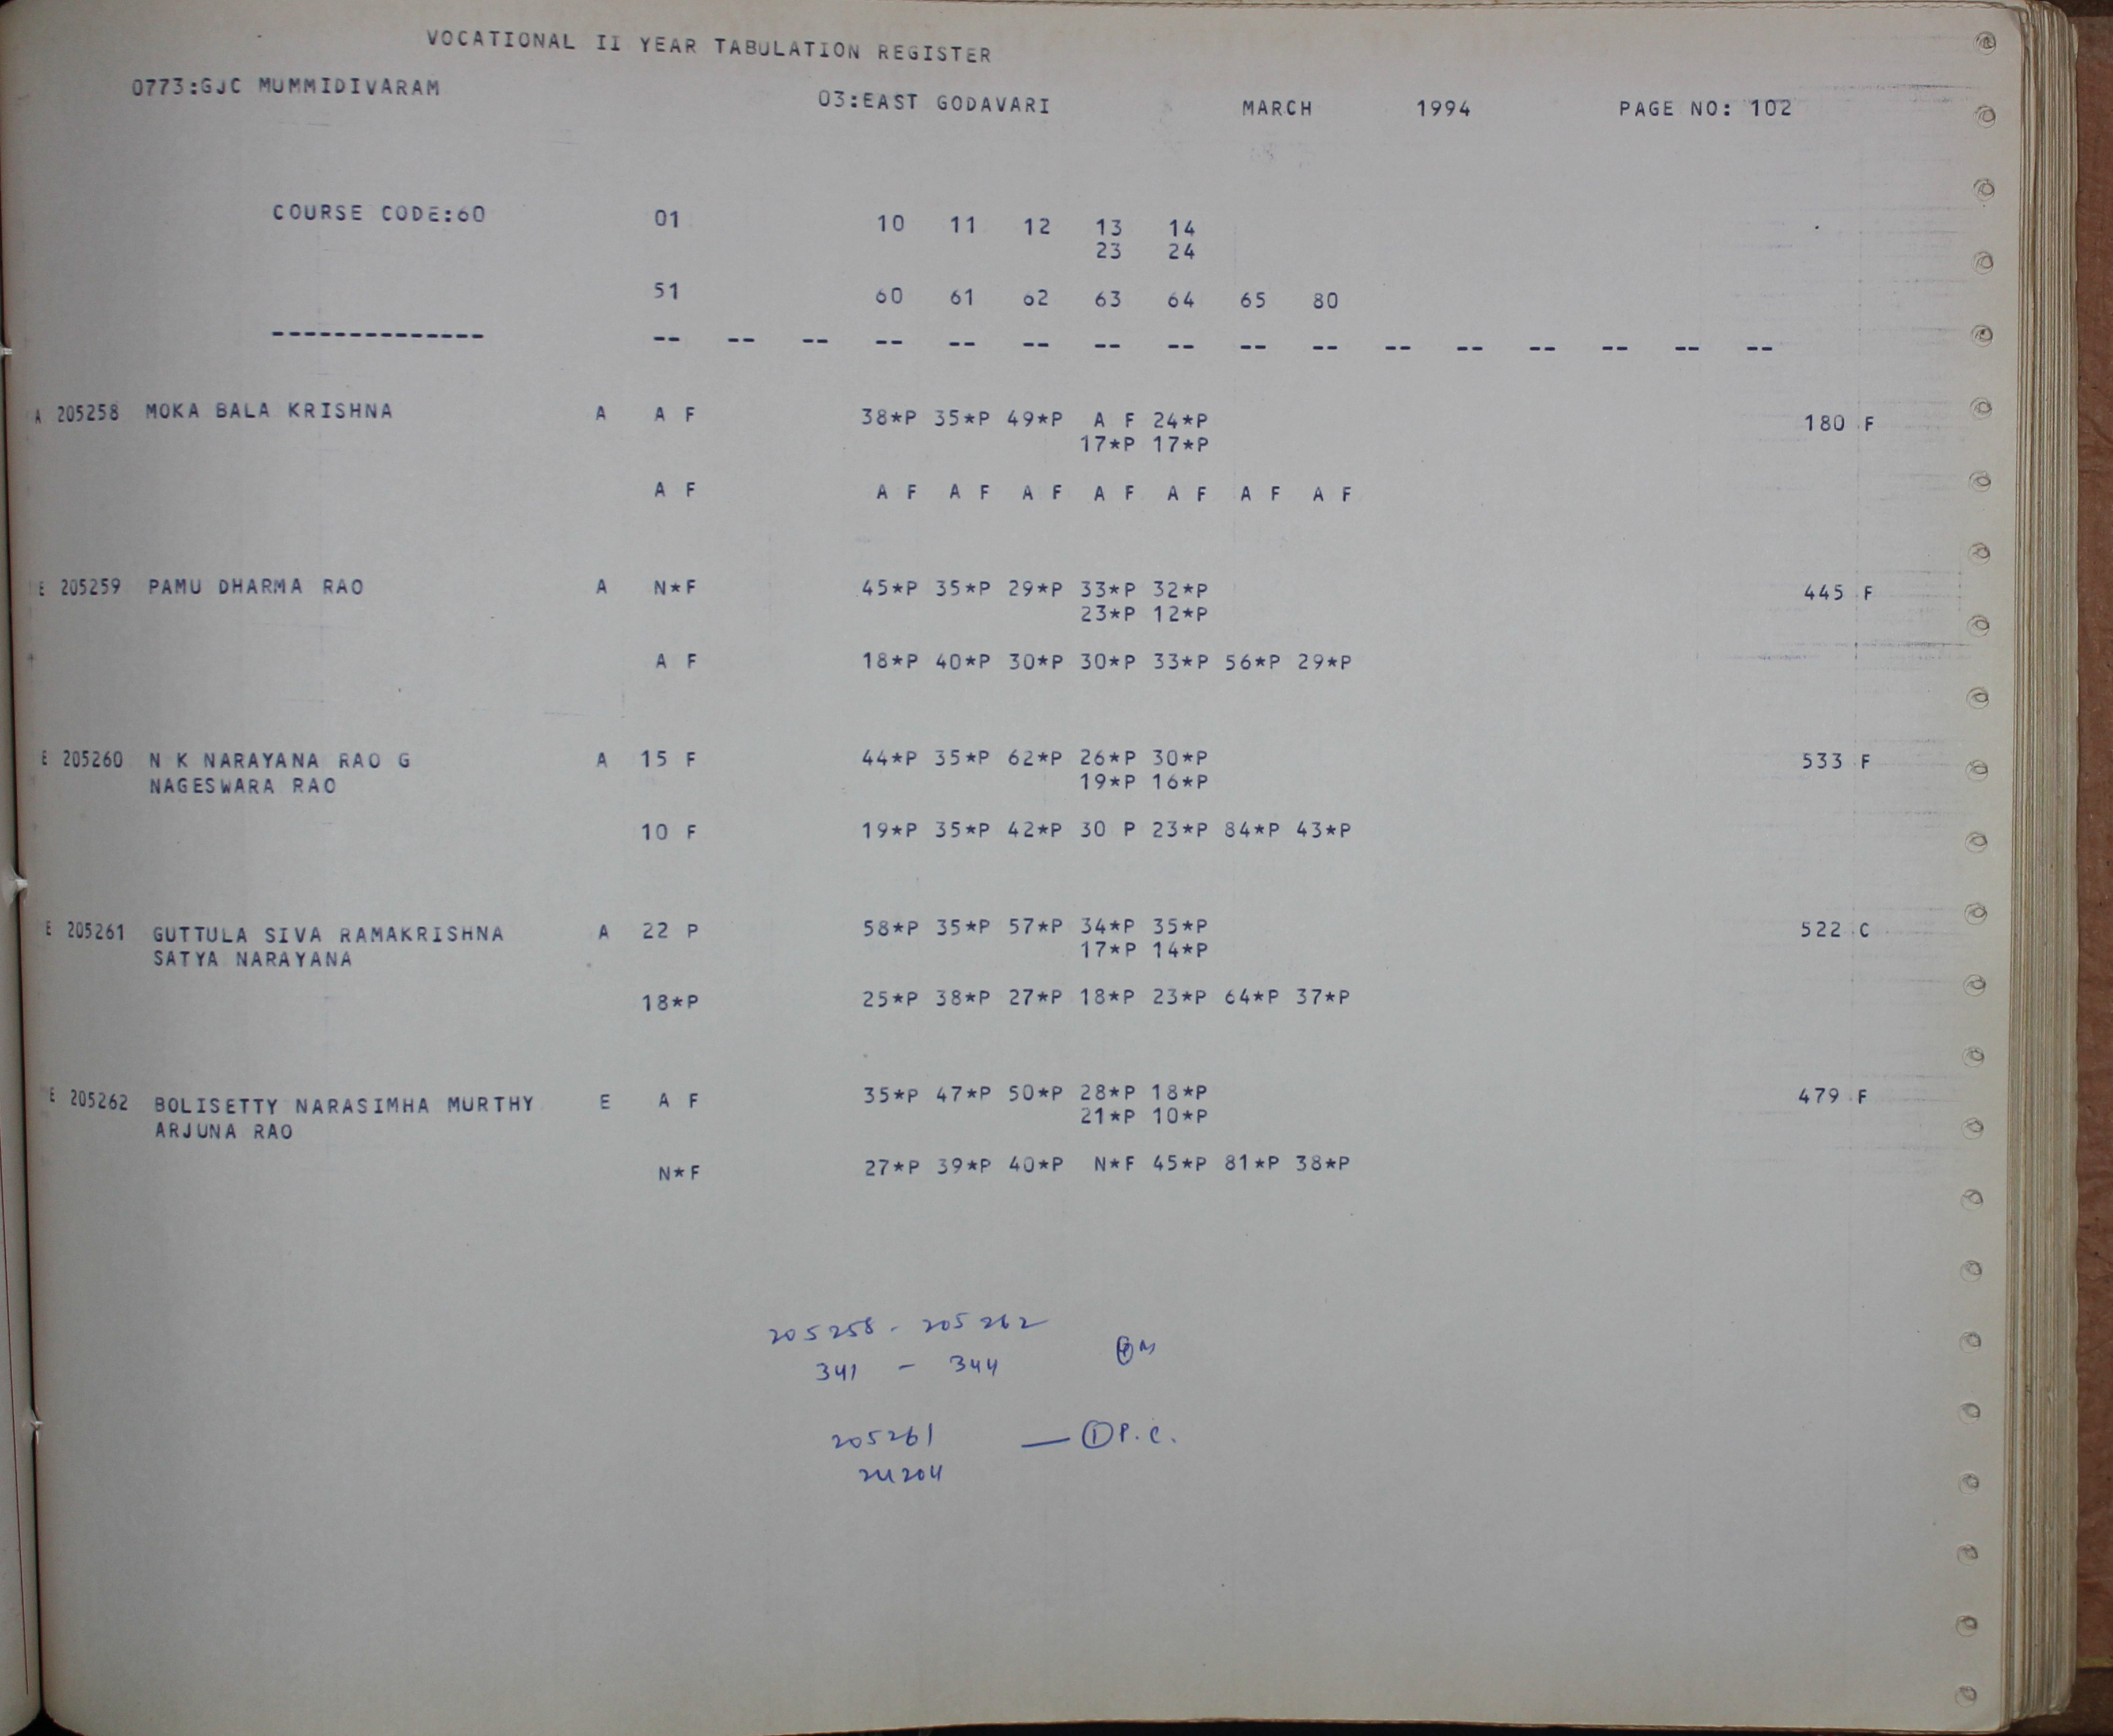 VOCATIONAL II YEAR TABULATION REGISTER
0773:GJC MUMMIDIVARAM 03:EAST GODAVARI MARCH 1994 PAGE NO: 102
COURSE CODE:60 01 10 11 12 13 14
23 24
51 60 61 62 63 64 65 80
-------------- -- -- -- -- -- -- -- -- -- -- -- -- -- -- -- --
A 205258 MOKA BALA KRISHNA A A F 38*P 35*P 49*P A F 24*P 180 F
17*P 17*P
A F A F A F A F A F A F A F A F
E 205259 PAMU DHARMA RAO A N*F 45*P 35*P 29*P 33*P 32*P 445 F
23*P 12*P
A F 18*P 40*P 30*P 30*P 33*P 56*P 29*P
E 205260 N K NARAYANA RAO G A 15 F 44*P 35*P 62*P 26*P 30*P 533 F
NAGESWARA RAO 19*P 16*P
10 F 19*P 35*P 42*P 30 P 23*P 84*P 43*P
E 205261 GUTTULA SIVA RAMAKRISHNA A 22 P 58*P 35*P 57*P 34*P 35*P 522 C
SATYA NARAYANA 17*P 14*P
18*P 25*P 38*P 27*P 18*P 23*P 64*P 37*P
E 205262 BOLISETTY NARASIMHA MURTHY E A F 35*P 47*P 50*P 28*P 18*P 479 F
ARJUNA RAO 21*P 10*P
N*F 27*P 39*P 40*P N*F 45*P 81*P 38*P
205258 - 205262
341 - 344
205261 — ① P.C.